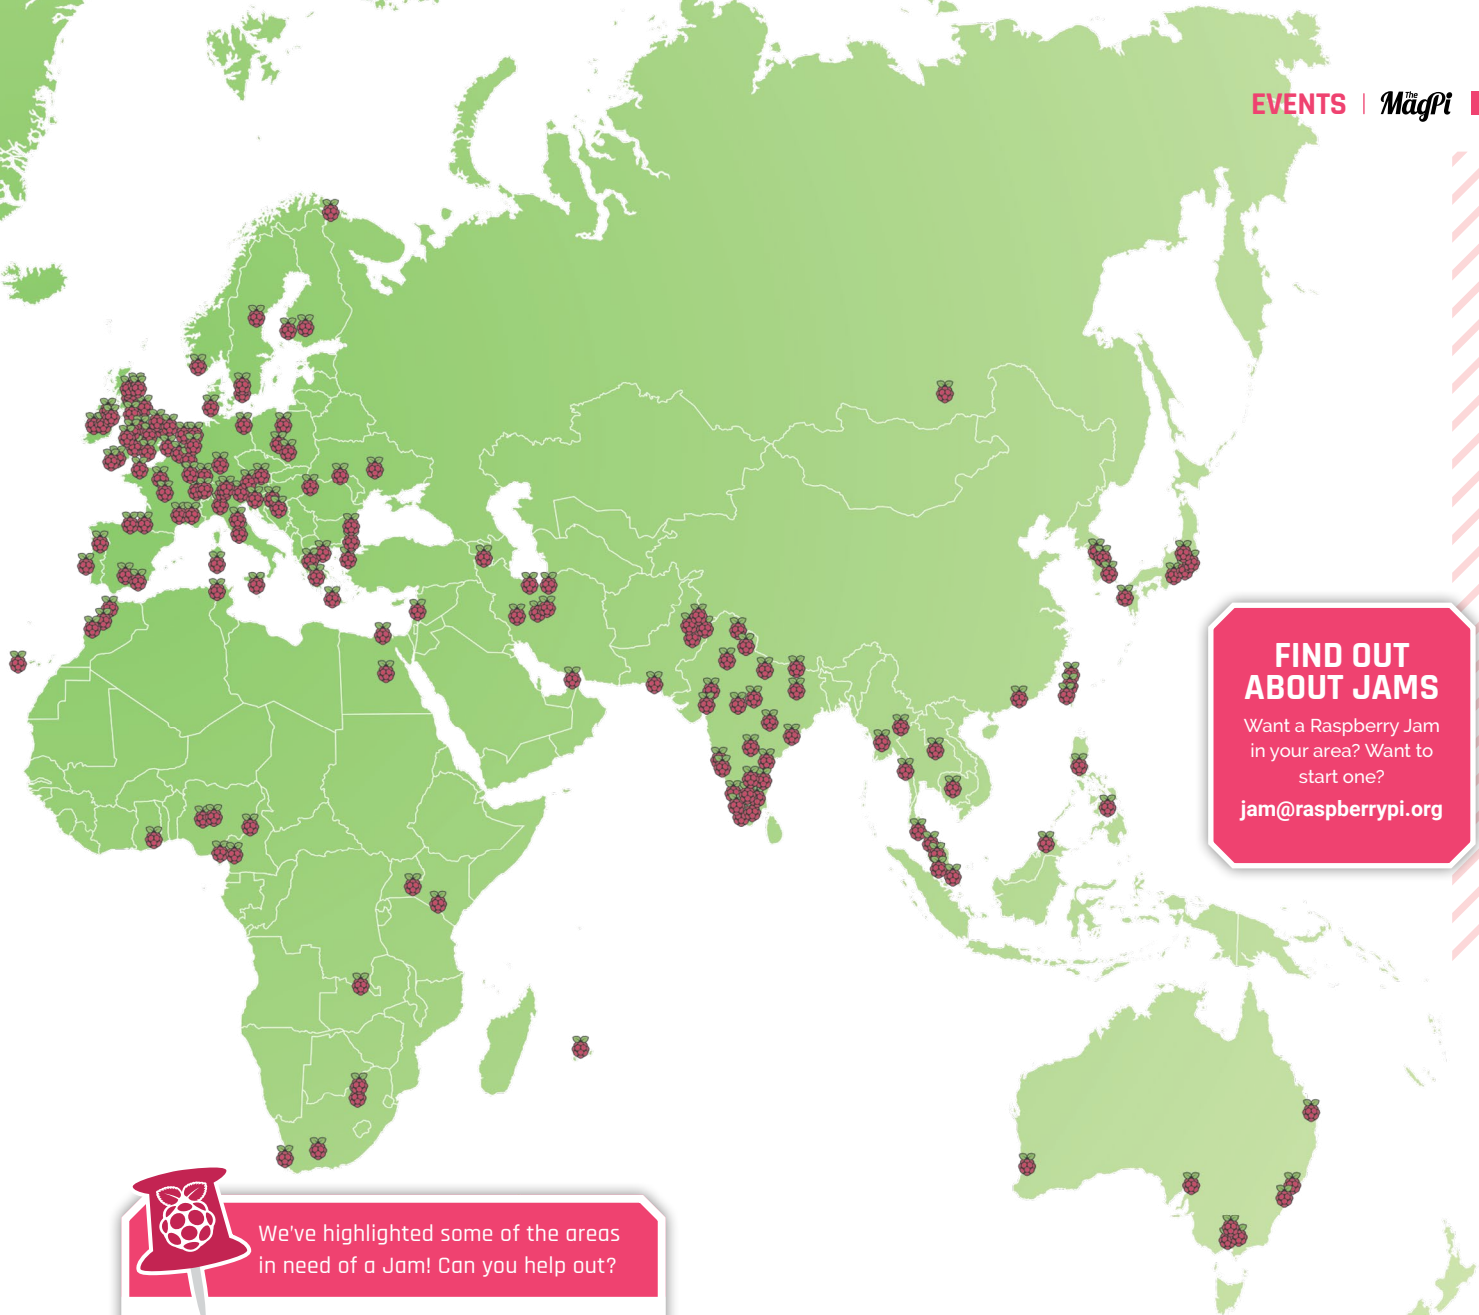 EVENTS The MagPi
FIND OUT
ABOUT JAMS
Want a Raspberry Jam
in your area? Want to
start one?
jam@raspberrypi.org
We've highlighted some of the areas
in need of a Jam! Can you help out?